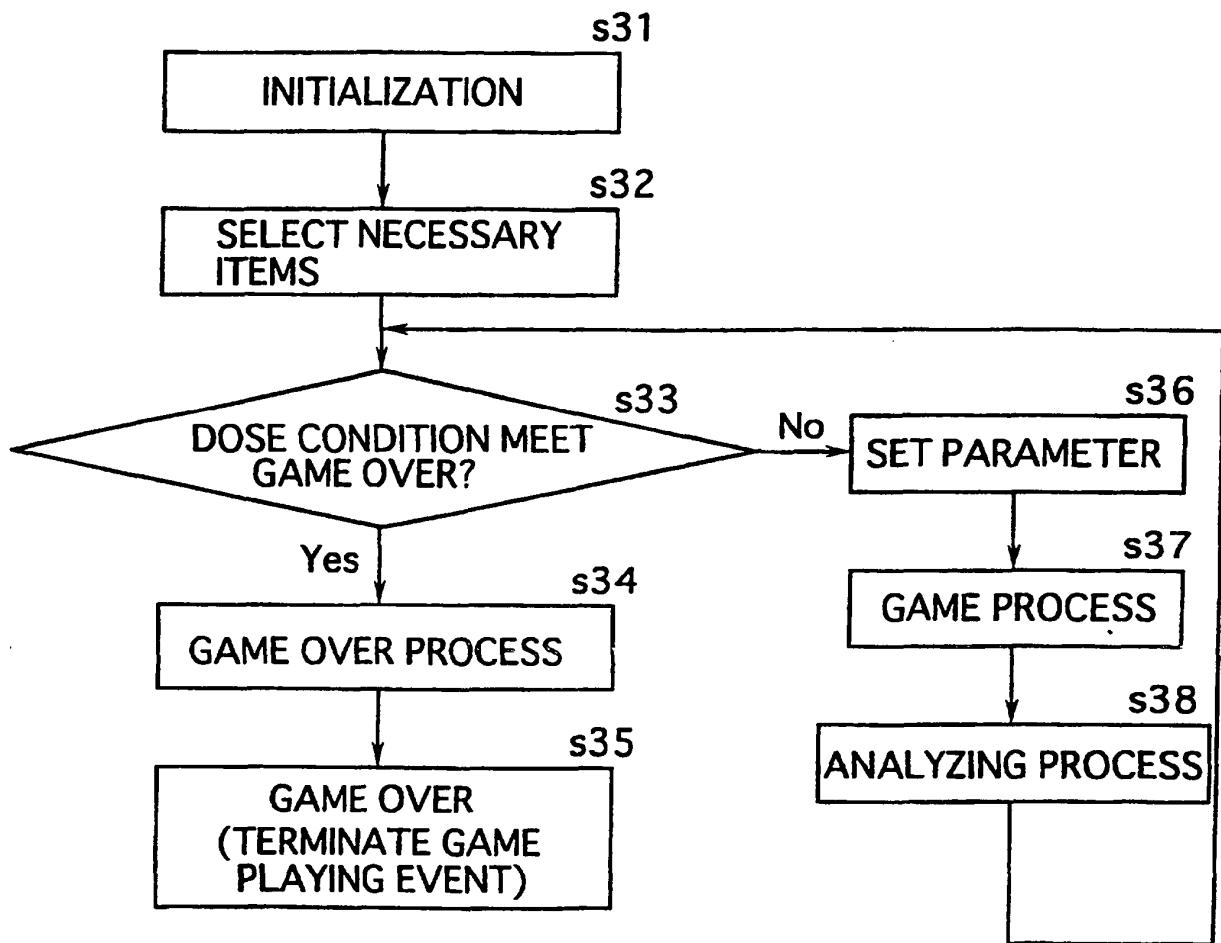 s31
INITIALIZATION
s32
SELECT NECESSARY
ITEMS
s33
DOSE CONDITION MEET
GAME OVER?
No
Yes
s34
GAME OVER PROCESS
s35
GAME OVER
(TERMINATE GAME
PLAYING EVENT)
s36
SET PARAMETER
s37
GAME PROCESS
s38
ANALYZING PROCESS